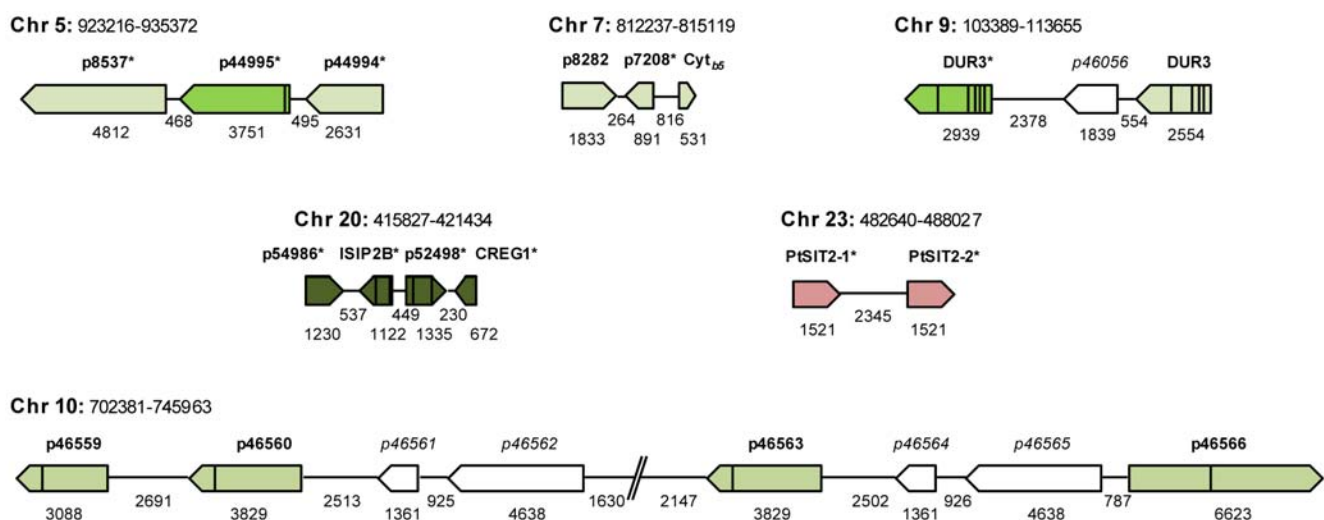 Chr 5: 923216-935372
p8537* p44995* p44994*
468 495
4812 3751 2631
Chr 7: 812237-815119
p8282 p7208* Cyt b5
264 816
1833 891 531
Chr 9: 103389-113655
DUR3* p46056 DUR3
2378 554
2939 1839 2554
Chr 20: 415827-421434
p54986* ISIP2B* p52498* CREG1*
537 449 230
1230 1122 1335 672
Chr 23: 482640-488027
PtSIT2-1* PtSIT2-2*
2345
1521 1521
Chr 10: 702381-745963
p46559 p46560 p46561 p46562 p46563 p46564 p46565 p46566
2691 2513 925 1630 2147 2502 926 787
3088 3829 1361 4638 3829 1361 4638 6623